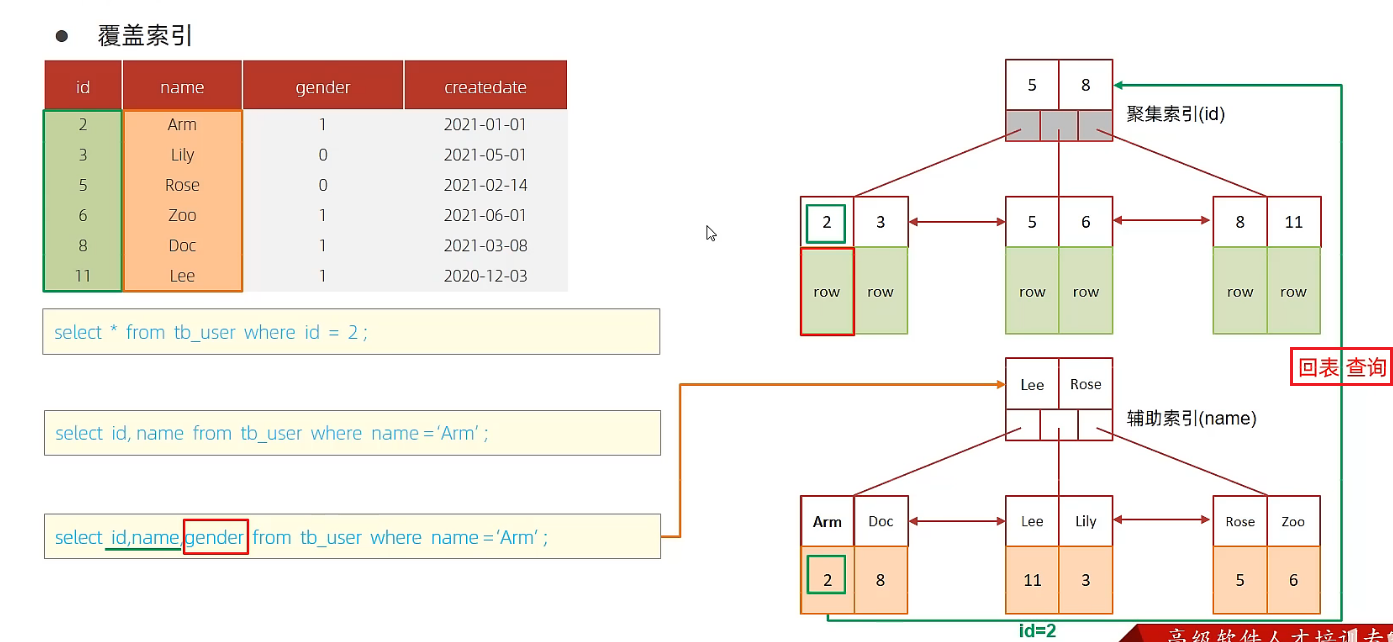 ● 覆盖索引
id name gender createdate
2 Arm 1 2021-01-01
3 Lily 0 2021-05-01
5 Rose 0 2021-02-14
6 Zoo 1 2021-06-01
8 Doc 1 2021-03-08
11 Lee 1 2020-12-03
select * from tb_user where id = 2 ;
select id, name from tb_user where name =‘Arm’ ;
select id,name,gender from tb_user where name =‘Arm’ ;
5 8
聚集索引(id)
2 3 5 6 8 11
row row row row row row
回表 查询
Lee Rose
辅助索引(name)
Arm Doc Lee Lily Rose Zoo
2 8 11 3 5 6
id=2
高级软件人才培训专